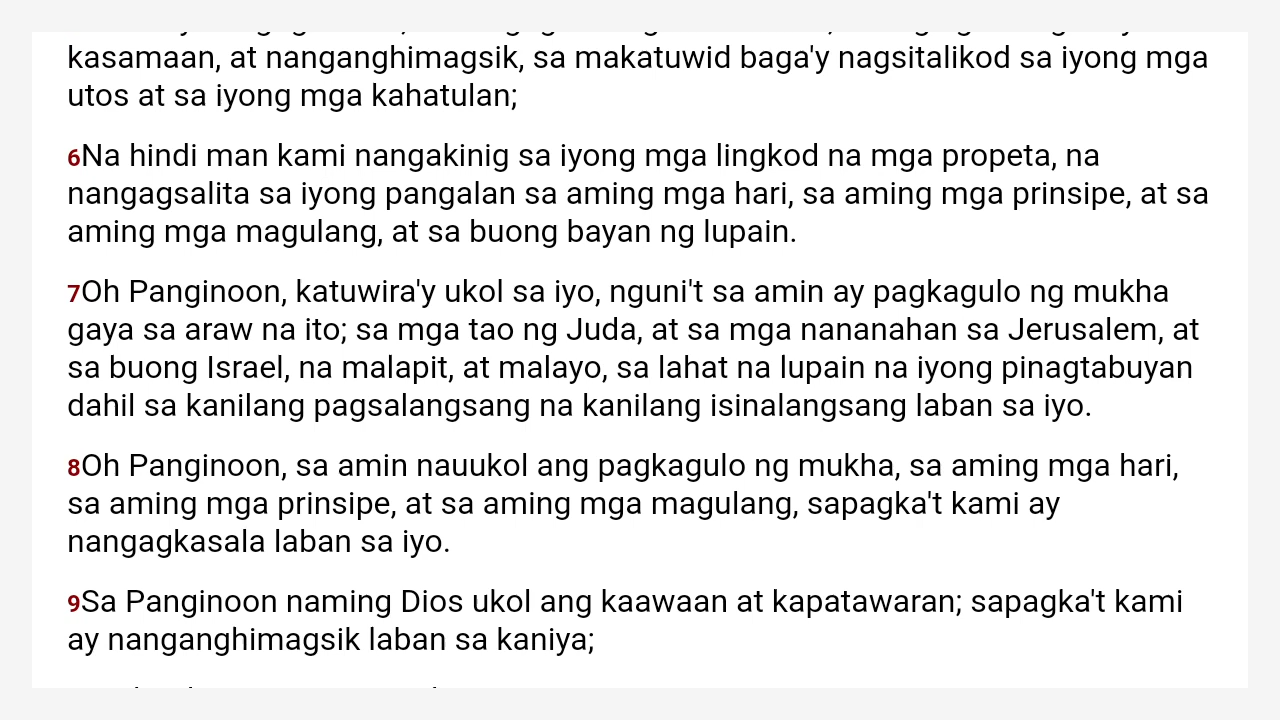 kasamaan, at nanganghimagsik, sa makatuwid baga'y nagsitalikod sa iyong mga
utos at sa iyong mga kahatulan;
6Na hindi man kami nangakinig sa iyong mga lingkod na mga propeta, na
nangagsalita sa iyong pangalan sa aming mga hari, sa aming mga prinsipe, at sa
aming mga magulang, at sa buong bayan ng lupain.
7Oh Panginoon, katuwira'y ukol sa iyo, nguni't sa amin ay pagkagulo ng mukha
gaya sa araw na ito; sa mga tao ng Juda, at sa mga nananahan sa Jerusalem, at
sa buong Israel, na malapit, at malayo, sa lahat na lupain na iyong pinagtabuyan
dahil sa kanilang pagsalangsang na kanilang isinalangsang laban sa iyo.
8Oh Panginoon, sa amin nauukol ang pagkagulo ng mukha, sa aming mga hari,
sa aming mga prinsipe, at sa aming mga magulang, sapagka't kami ay
nangagkasala laban sa iyo.
9Sa Panginoon naming Dios ukol ang kaawaan at kapatawaran; sapagka't kami
ay nanganghimagsik laban sa kaniya;